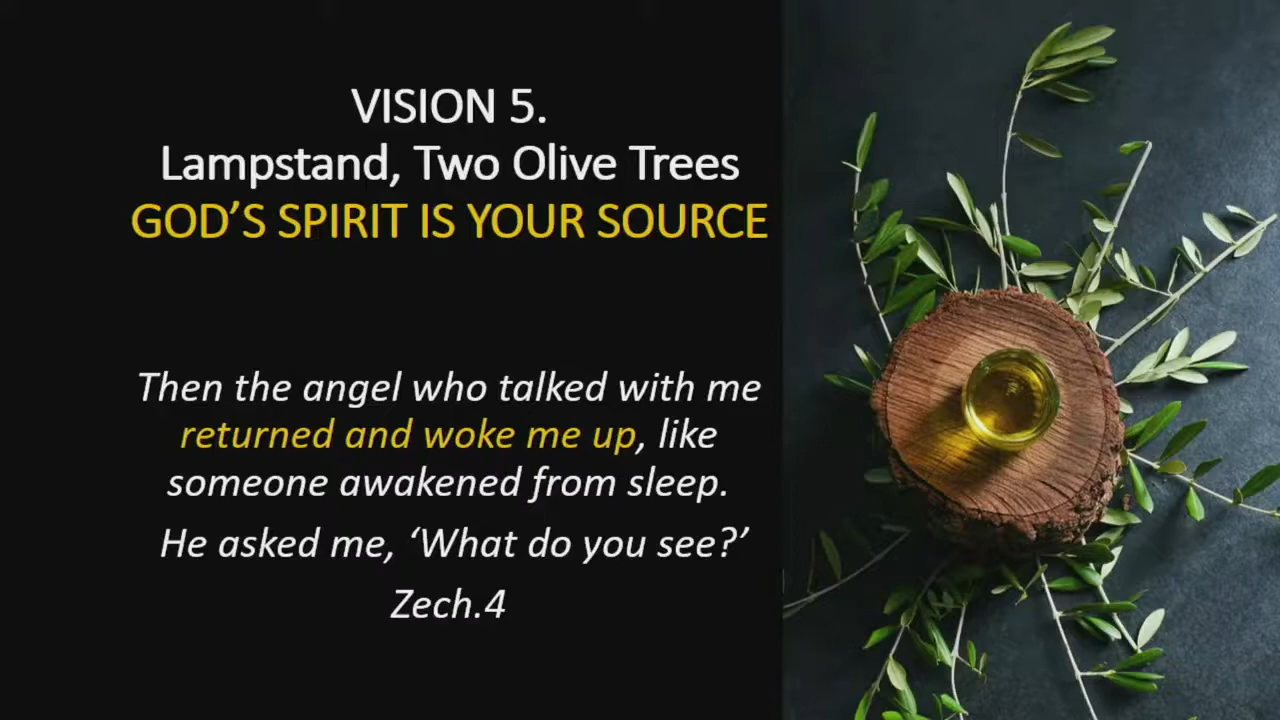 VISION 5.
Lampstand, Two Olive Trees
GOD’S SPIRIT IS YOUR SOURCE
Then the angel who talked with me
returned and woke me up, like
someone awakened from sleep.
He asked me, ‘What do you see?’
Zech.4